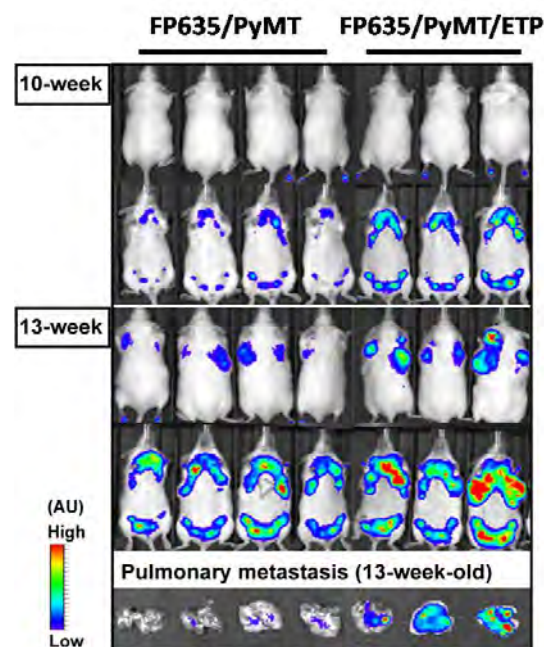 FP635/PyMT FP635/PyMT/ETP
10-week
13-week
(AU)
High
Low
Pulmonary metastasis (13-week-old)